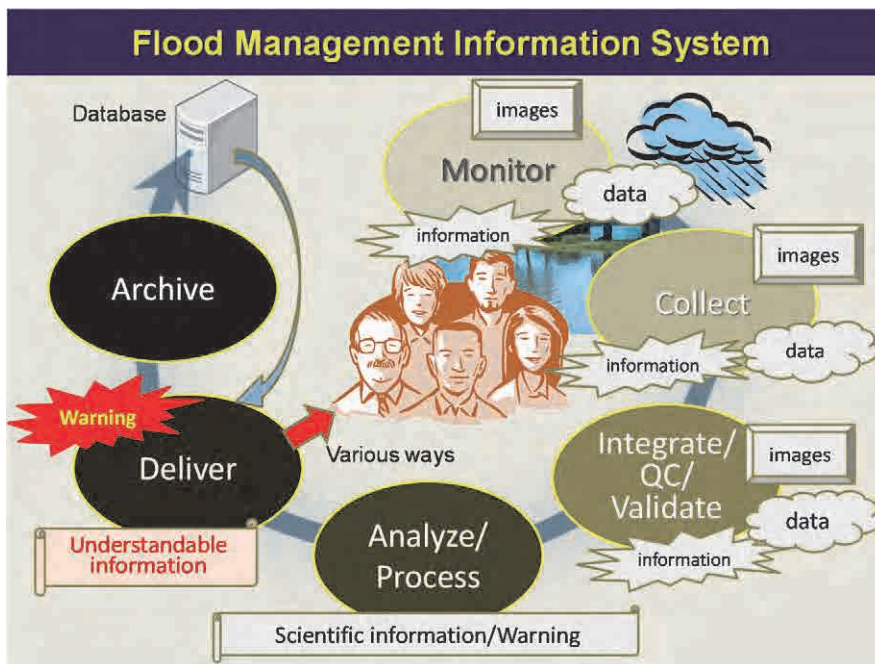 Flood Management Information System
Database
images
Monitor
data
information
images
Archive
Collect
information
data
Warning
Deliver
Various ways
Integrate/
QC/
Validate
images
data
information
Understandable
information
Analyze/
Process
Scientific information/Warning